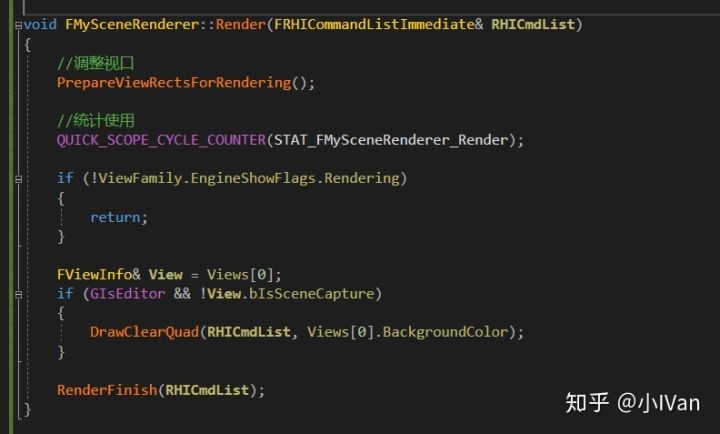 void FMySceneRenderer::Render(FRHICommandListImmediate& RHICmdList)
{
//调整视口
PrepareViewRectsForRendering();
//统计使用
QUICK_SCOPE_CYCLE_COUNTER(STAT_FMySceneRenderer_Render);
if (!ViewFamily.EngineShowFlags.Rendering)
{
return;
}
FViewInfo& View = Views[0];
if (GIsEditor && !View.bIsSceneCapture)
{
DrawClearQuad(RHICmdList, Views[0].BackgroundColor);
}
RenderFinish(RHICmdList);
}
知乎 @小IVan